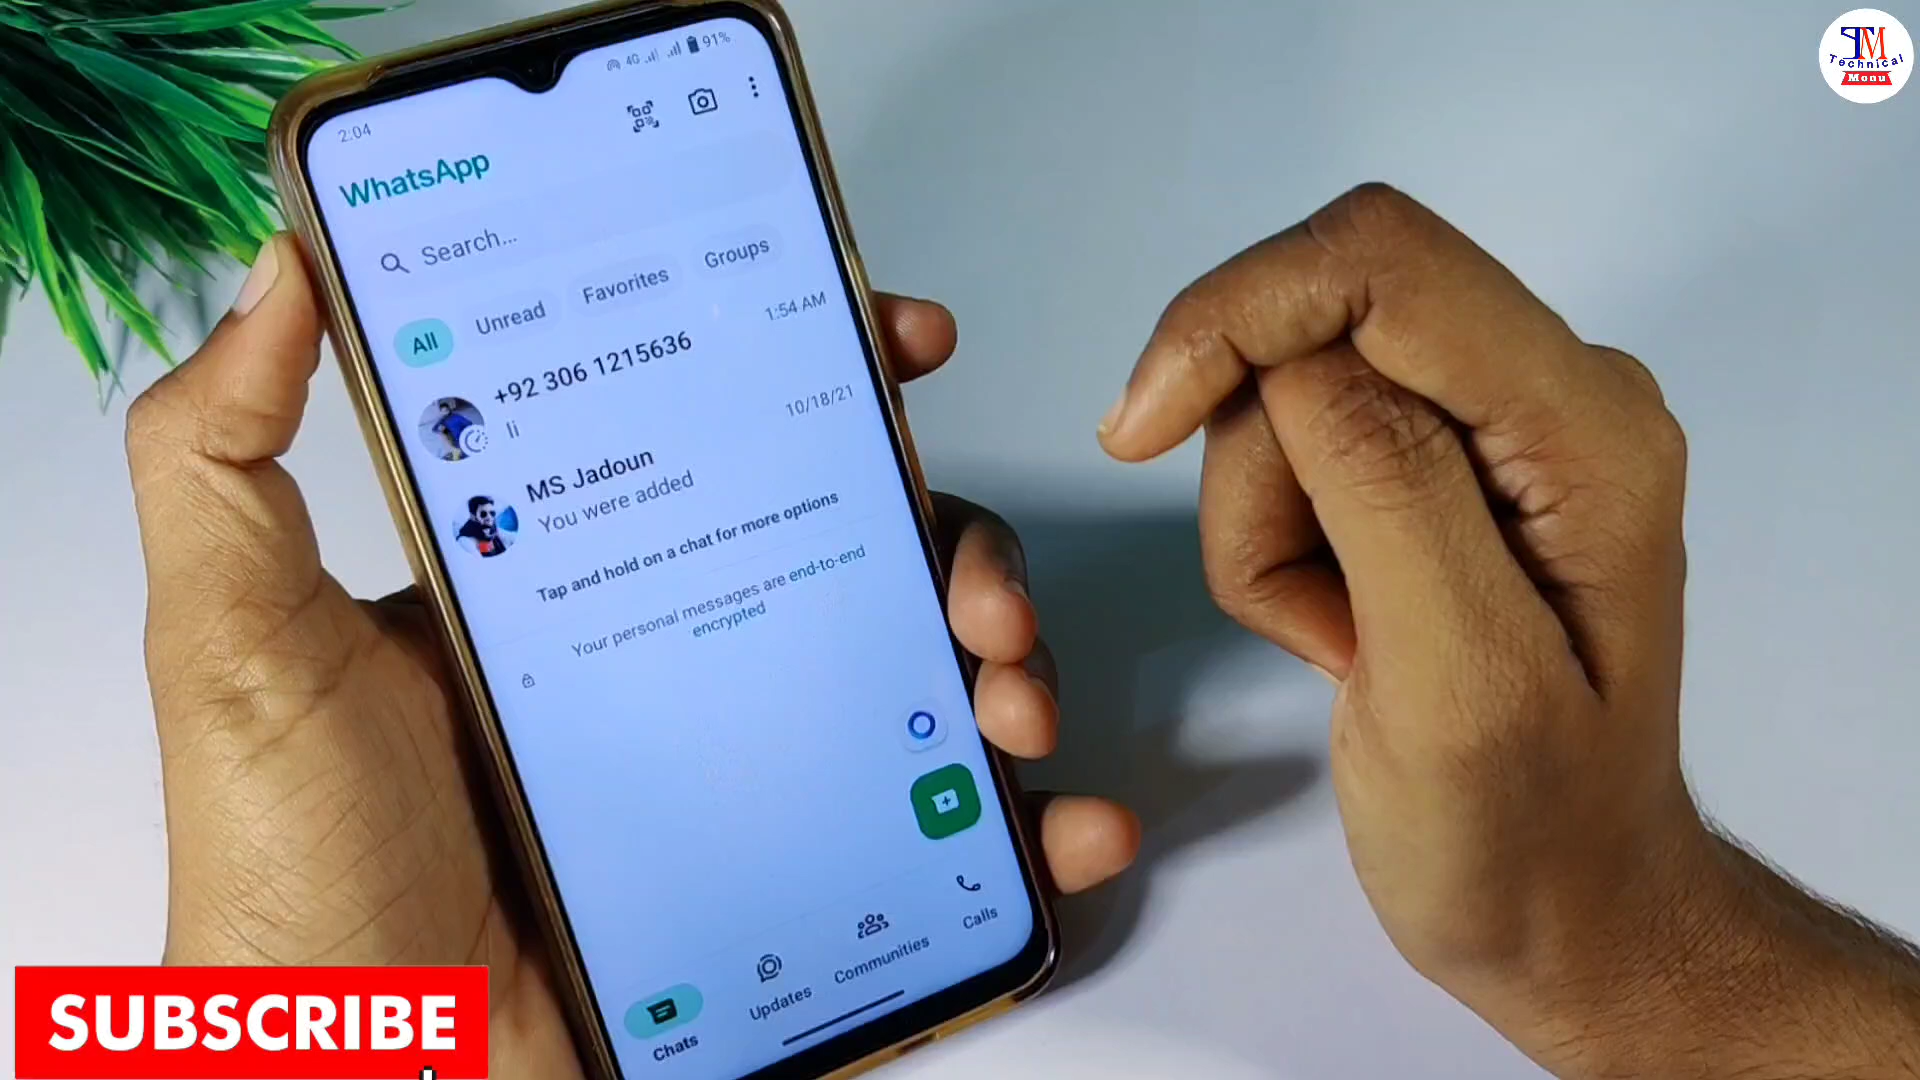 TM
Technical
Monu
2:04
4G
91%
WhatsApp
Search...
All
Unread
Favorites
Groups
+92 306 1215636
1:54 AM
li
MS Jadoun
10/18/21
You were added
Tap and hold on a chat for more options
Your personal messages are end-to-end
encrypted
Chats
Updates
Communities
Calls
SUBSCRIBE